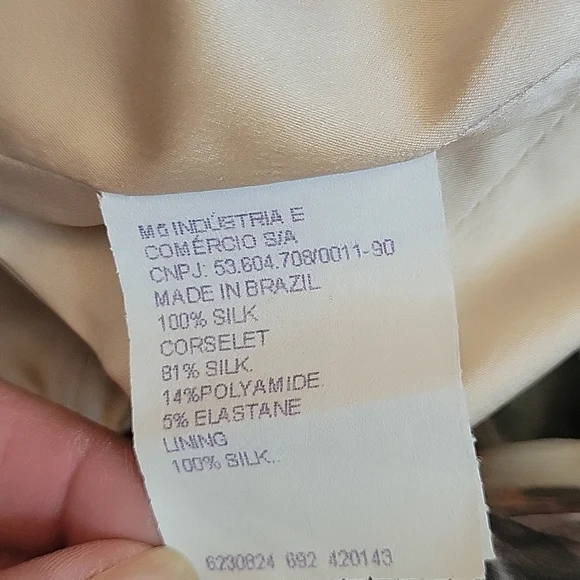 M5 INDÚSTRIA E
COMÉRCIO S/A
CNPJ: 53.604.708/0011-90
MADE IN BRAZIL
100% SILK
CORSELET
81% SILK.
14%POLYAMIDE
5% ELASTANE
LINING
100% SILK.
6230824 692 420143